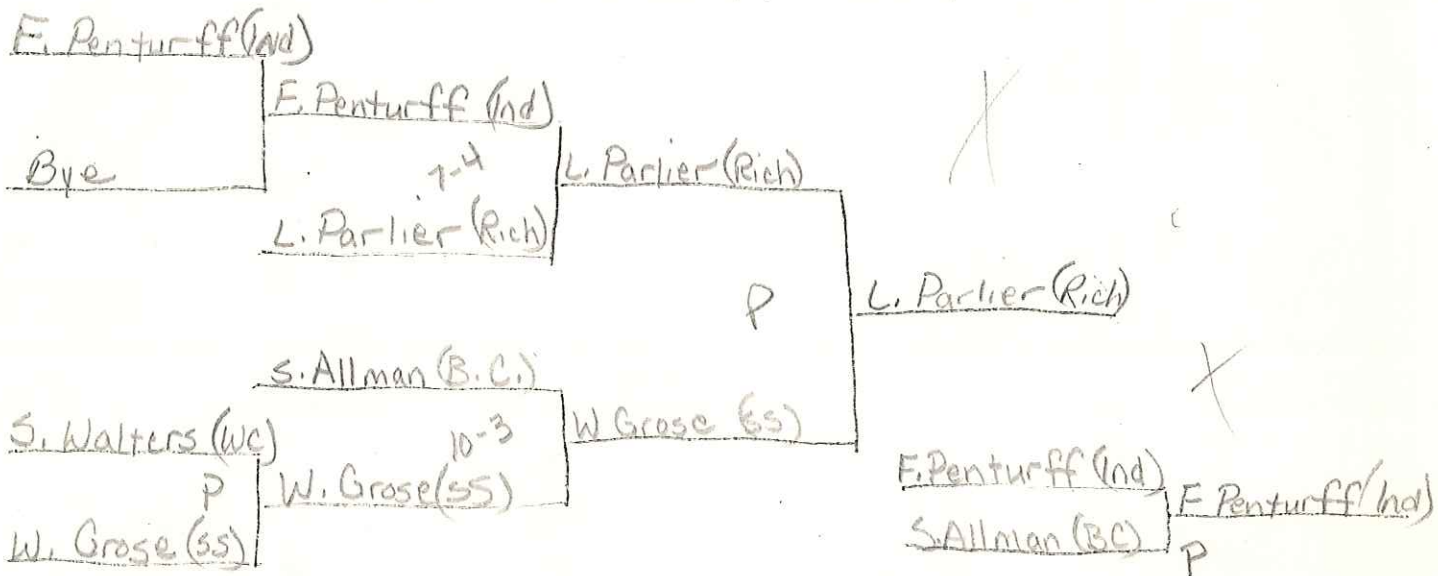 F. Penturff (Ind)
E. Penturff (Ind)
Bye
7-4
L. Parlier (Rich)
L. Parlier (Rich)
P
L. Parlier (Rich)
S. Allman (B.C.)
S. Walters (WC)
10-3
W Grose (SS)
P
W. Grose (SS)
W. Grose (SS)
F. Penturff (Ind)
F Penturff (Ind)
S. Allman (BC)
P